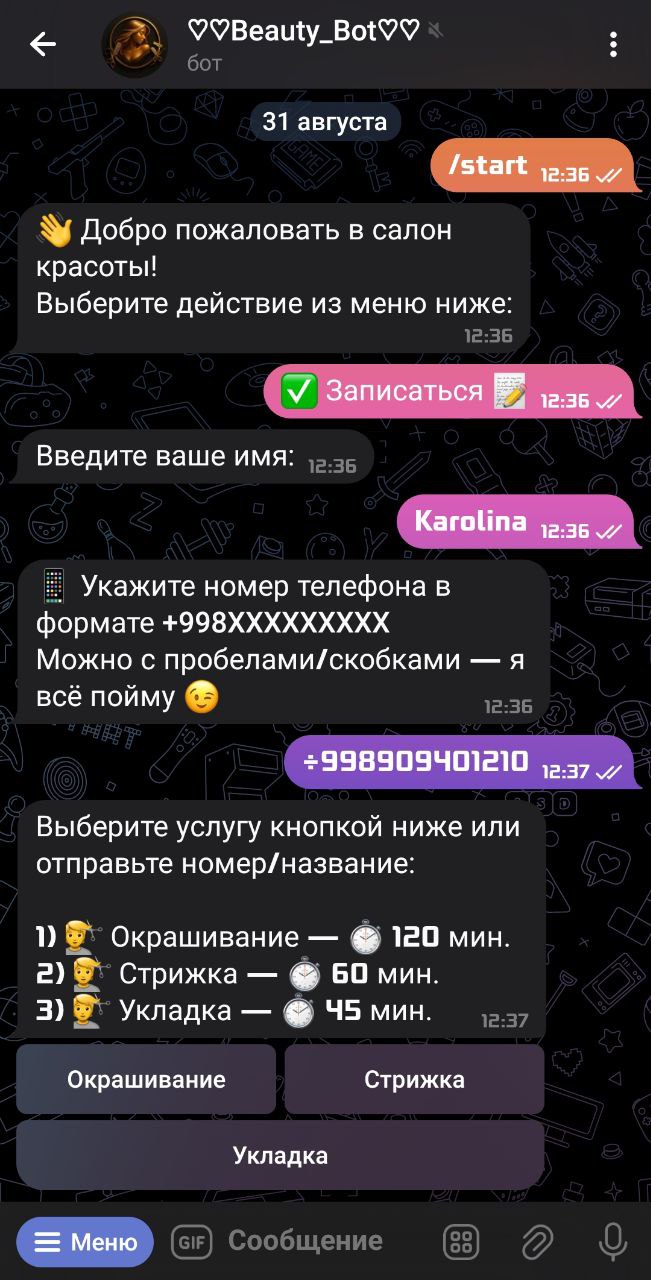 ♡♡Beauty_Bot♡♡
бот
31 августа
/start 12:36
👋 Добро пожаловать в салон
красоты!
Выберите действие из меню ниже:
12:36
✅ Записаться 📝 12:36
Введите ваше имя: 12:36
Karolina 12:36
📱 Укажите номер телефона в
формате +998XXXXXXXXX
Можно с пробелами/скобками — я
всё пойму 😉 12:36
÷998909401210 12:37
Выберите услугу кнопкой ниже или
отправьте номер/название:
1) 💇 Окрашивание — ⏱ 120 мин.
2) 💇 Стрижка — ⏱ 60 мин.
3) 💇 Укладка — ⏱ 45 мин. 12:37
Окрашивание
Стрижка
Укладка
Меню
GIF
Сообщение